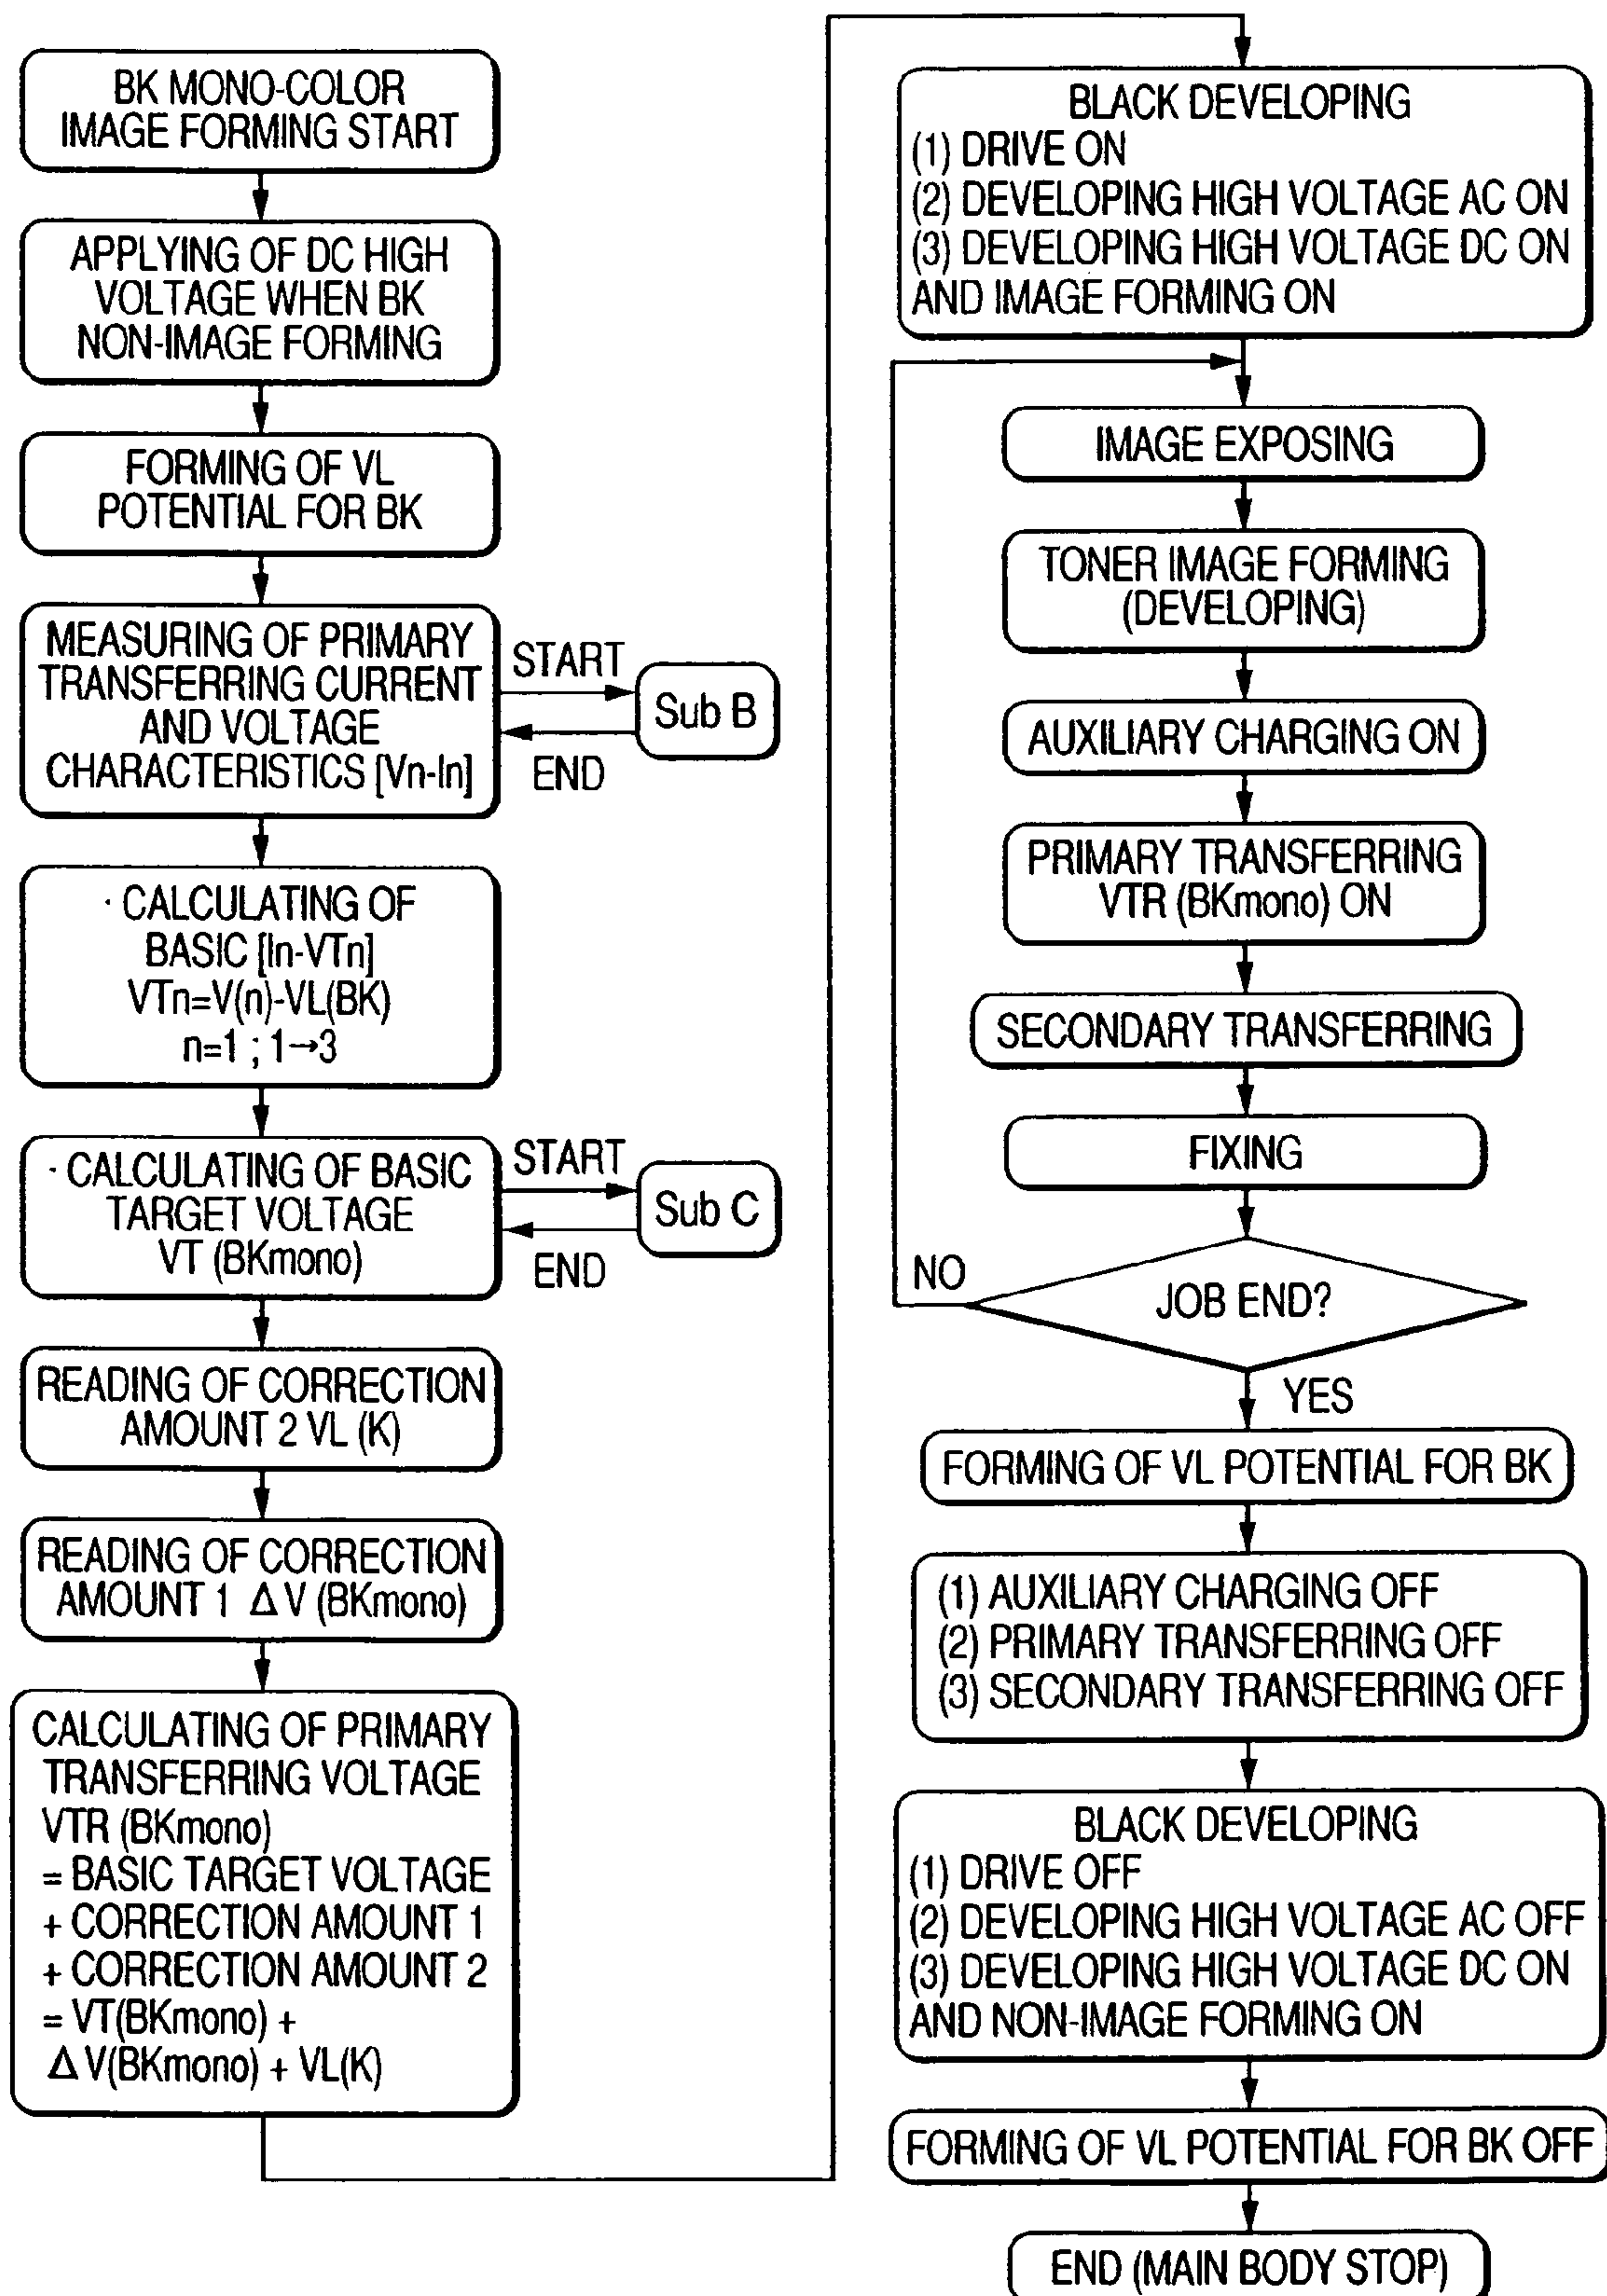 BK MONO-COLOR
IMAGE FORMING START
APPLYING OF DC HIGH
VOLTAGE WHEN BK
NON-IMAGE FORMING
FORMING OF VL
POTENTIAL FOR BK
MEASURING OF PRIMARY
TRANSFERRING CURRENT
AND VOLTAGE
CHARACTERISTICS [Vn-In]
START
Sub B
END
· CALCULATING OF
BASIC [In-VTn]
VTn=V(n)-VL(BK)
n=1 ; 1→3
· CALCULATING OF BASIC
TARGET VOLTAGE
VT (BKmono)
START
Sub C
END
READING OF CORRECTION
AMOUNT 2 VL (K)
READING OF CORRECTION
AMOUNT 1 Δ V (BKmono)
CALCULATING OF PRIMARY
TRANSFERRING VOLTAGE
VTR (BKmono)
= BASIC TARGET VOLTAGE
+ CORRECTION AMOUNT 1
+ CORRECTION AMOUNT 2
= VT(BKmono) +
Δ V(BKmono) + VL(K)
BLACK DEVELOPING
(1) DRIVE ON
(2) DEVELOPING HIGH VOLTAGE AC ON
(3) DEVELOPING HIGH VOLTAGE DC ON
AND IMAGE FORMING ON
IMAGE EXPOSING
TONER IMAGE FORMING
(DEVELOPING)
AUXILIARY CHARGING ON
PRIMARY TRANSFERRING
VTR (BKmono) ON
SECONDARY TRANSFERRING
FIXING
NO
JOB END?
YES
FORMING OF VL POTENTIAL FOR BK
(1) AUXILIARY CHARGING OFF
(2) PRIMARY TRANSFERRING OFF
(3) SECONDARY TRANSFERRING OFF
BLACK DEVELOPING
(1) DRIVE OFF
(2) DEVELOPING HIGH VOLTAGE AC OFF
(3) DEVELOPING HIGH VOLTAGE DC ON
AND NON-IMAGE FORMING ON
FORMING OF VL POTENTIAL FOR BK OFF
END (MAIN BODY STOP)